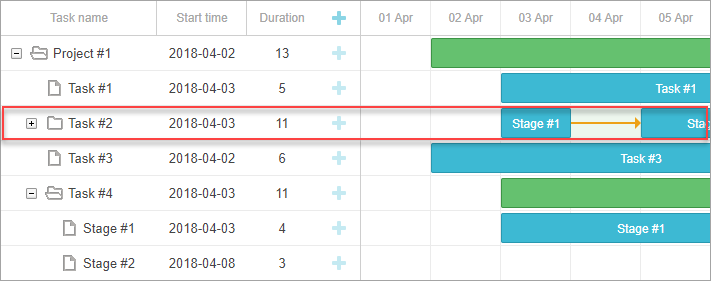 Task name Start time Duration 01 Apr 02 Apr 03 Apr 04 Apr 05 Apr
Project #1 2018-04-02 13
Task #1 2018-04-03 5 Task #1
Task #2 2018-04-03 11 Stage #1 Stag
Task #3 2018-04-02 6 Task #3
Task #4 2018-04-03 11
Stage #1 2018-04-03 4 Stage #1
Stage #2 2018-04-08 3